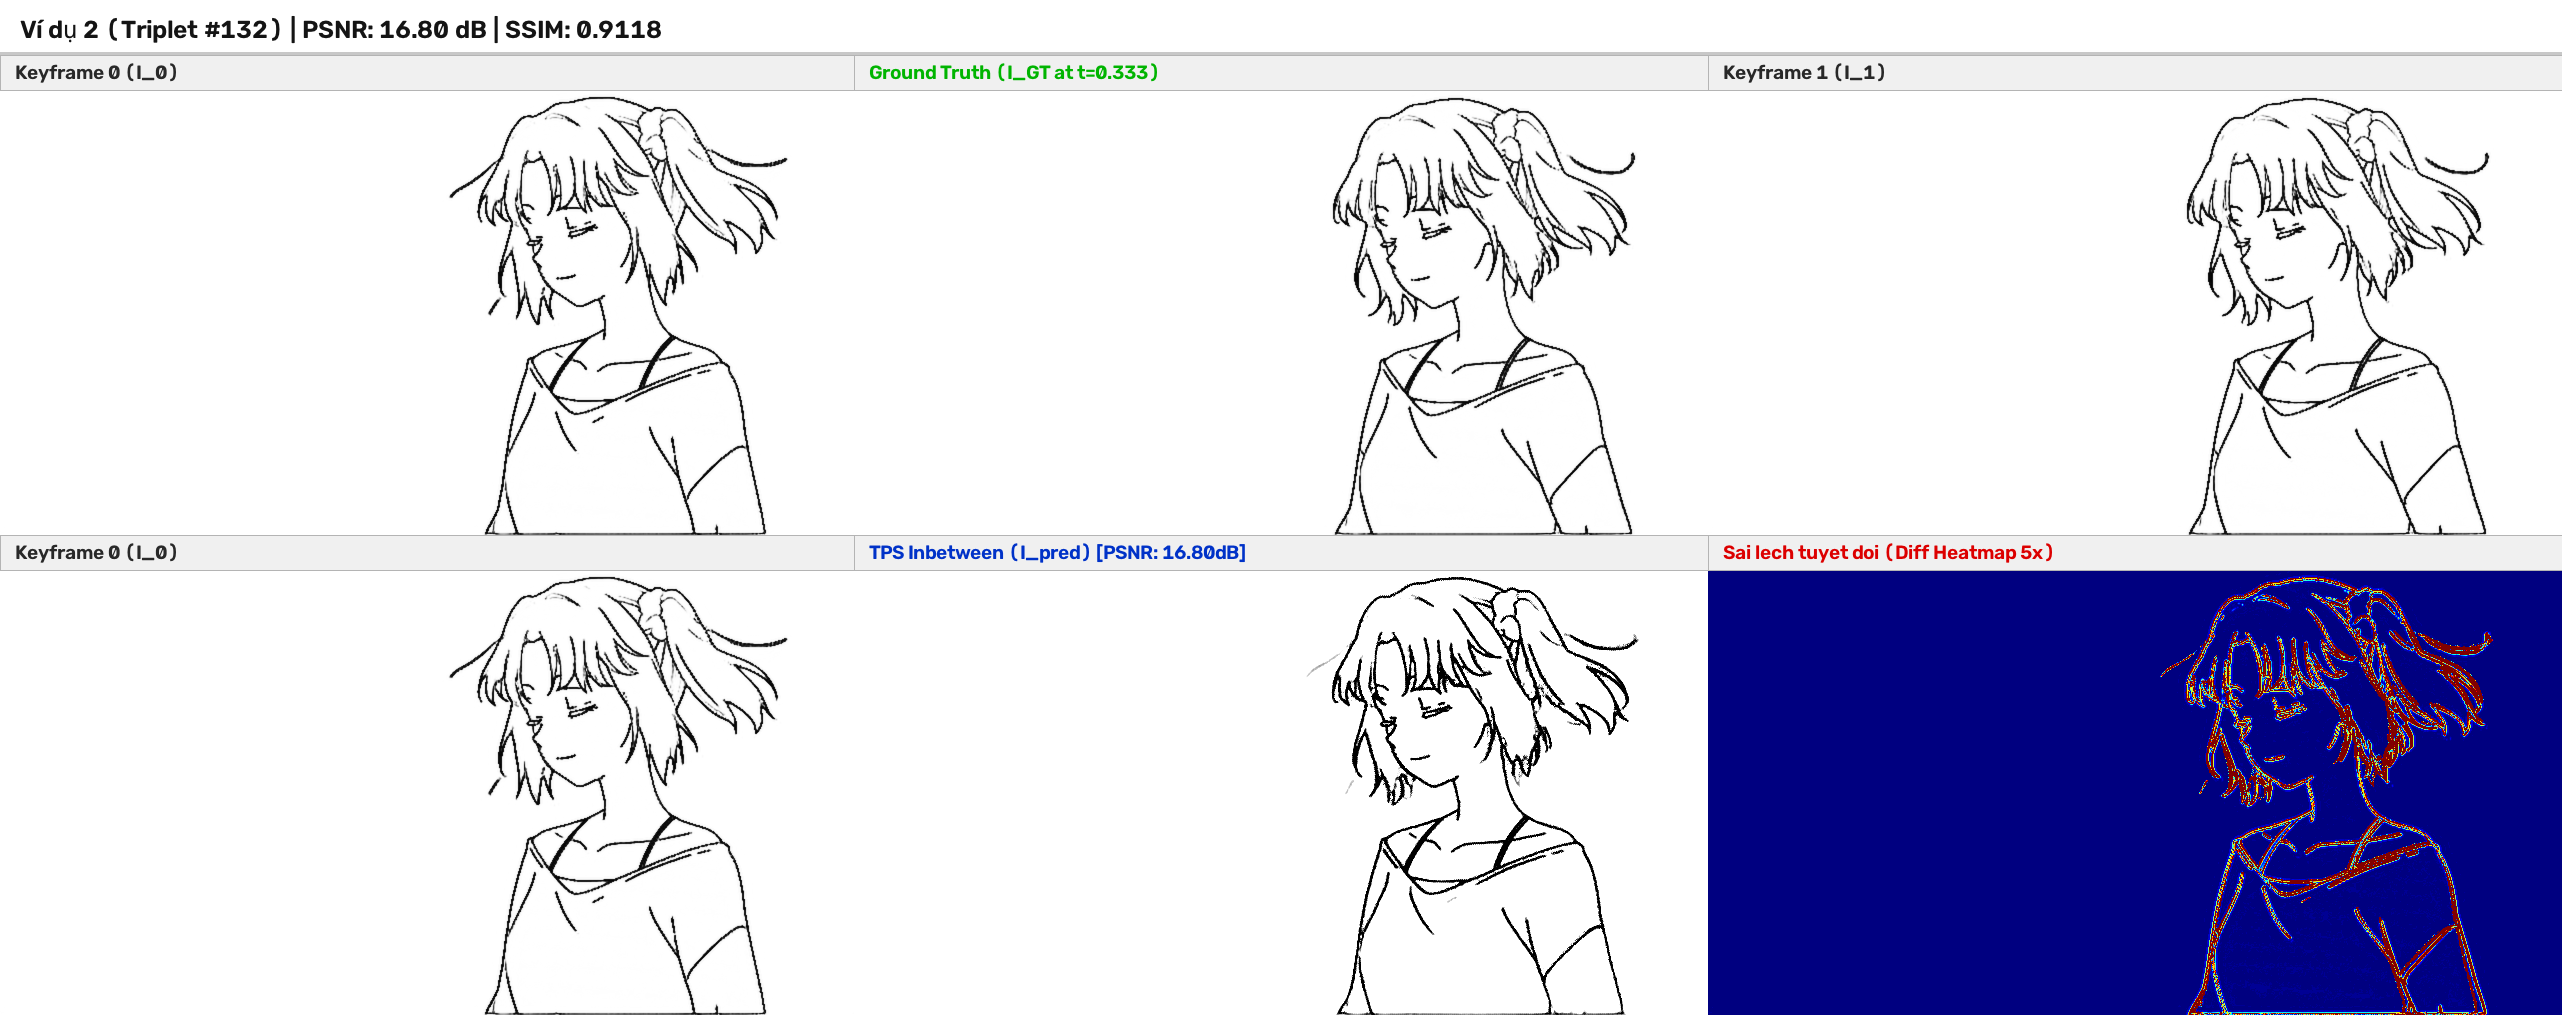 Ví dụ 2 (Triplet #132) | PSNR: 16.80 dB | SSIM: 0.9118
Keyframe 0 (I_0)
Ground Truth (I_GT at t=0.333)
Keyframe 1 (I_1)
Keyframe 0 (I_0)
TPS Inbetween (I_pred) [PSNR: 16.80dB]
Sai lech tuyet doi (Diff Heatmap 5x)